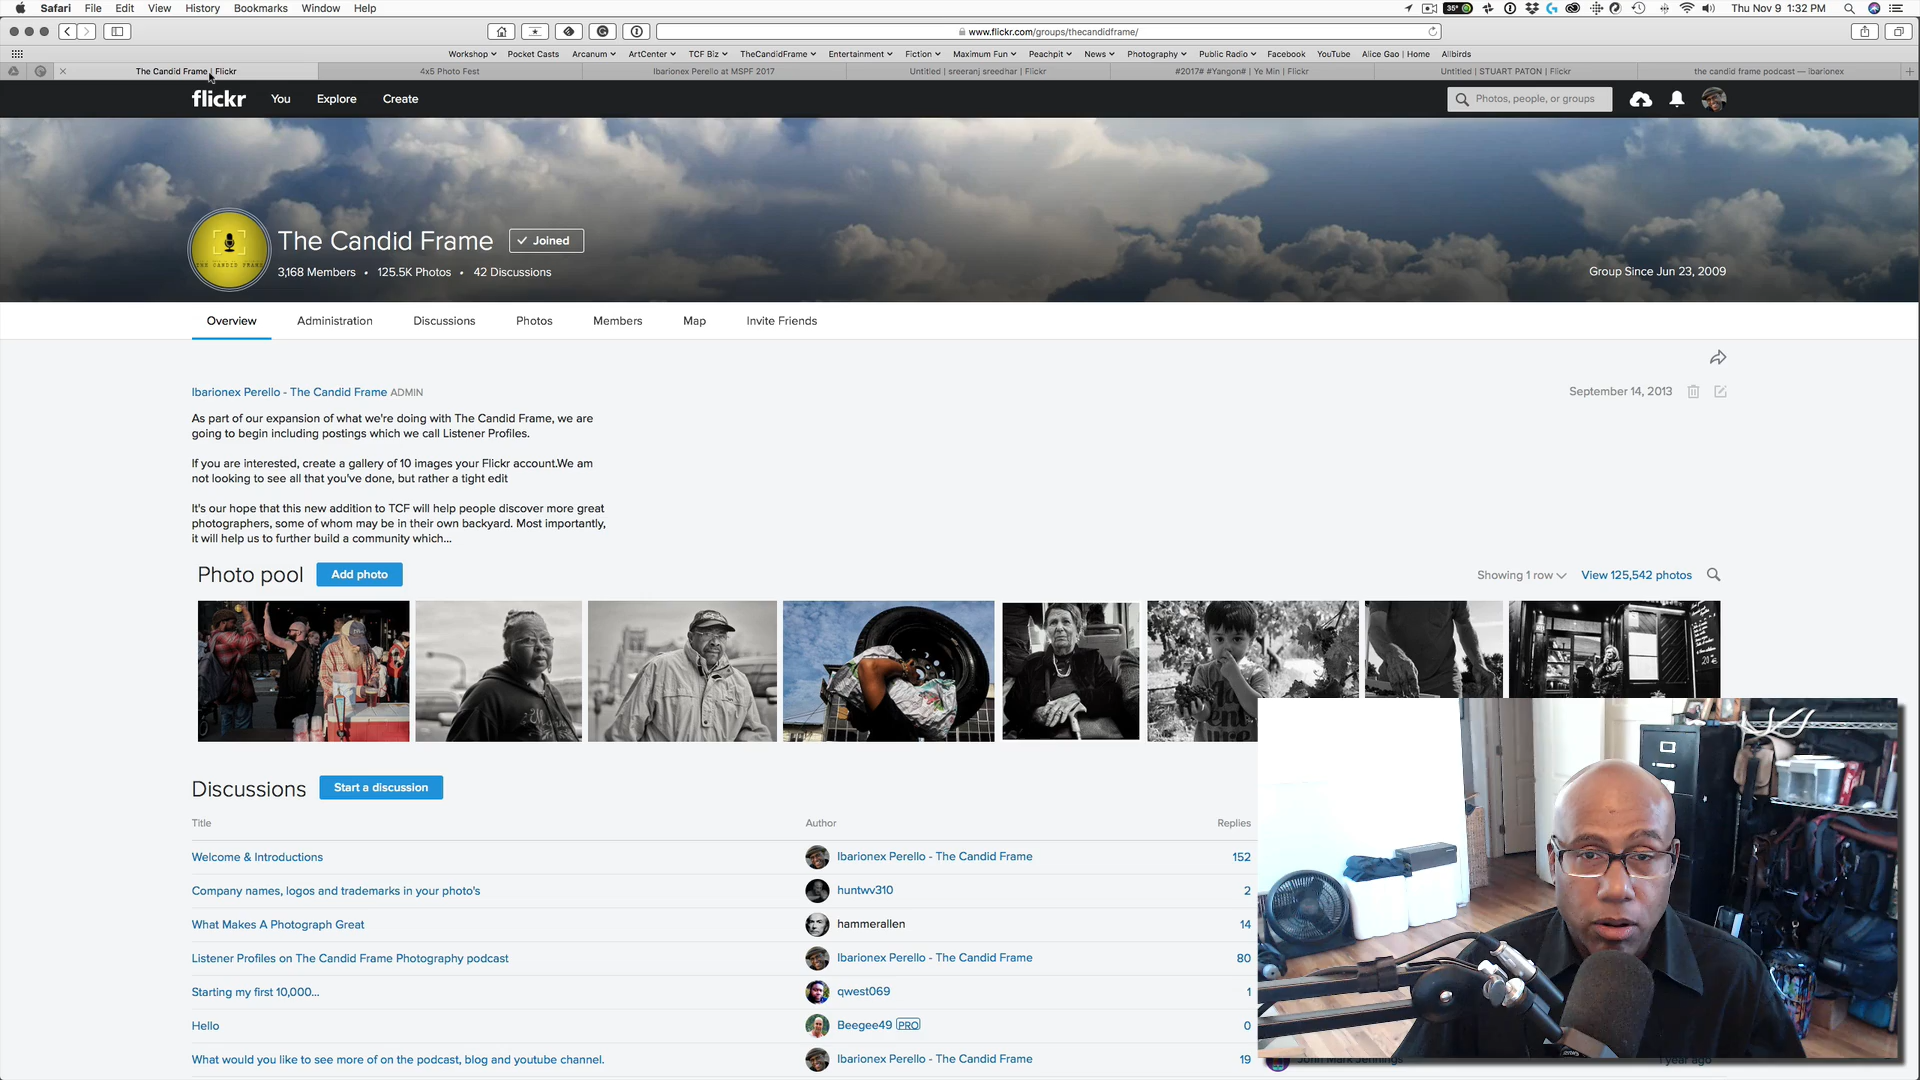 Safari File Edit View History Bookmarks Window Help
35° Thu Nov 9 1:32 PM
www.flickr.com/groups/thecandidframe/
Workshop Pocket Casts Arcanum ArtCenter TCF Biz TheCandidFrame Entertainment Fiction Maximum Fun Peachpit News Photography Public Radio Facebook YouTube Alice Gao | Home Allbirds
The Candid Frame | Flickr
4x5 Photo Fest
Ibarionex Perello at MSPF 2017
Untitled | sreeranj sreedhar | Flickr
#2017# #Yangon# | Ye Min | Flickr
Untitled | STUART PATON | Flickr
the candid frame podcast — ibarionex
flickr You Explore Create
Photos, people, or groups
THE CANDID FRAME
The Candid Frame
Joined
3,168 Members • 125.5K Photos • 42 Discussions
Group Since Jun 23, 2009
Overview Administration Discussions Photos Members Map Invite Friends
Ibarionex Perello - The Candid Frame ADMIN
September 14, 2013
As part of our expansion of what we're doing with The Candid Frame, we are
going to begin including postings which we call Listener Profiles.
If you are interested, create a gallery of 10 images your Flickr account.We am
not looking to see all that you've done, but rather a tight edit
It's our hope that this new addition to TCF will help people discover more great
photographers, some of whom may be in their own backyard. Most importantly,
it will help us to further build a community which...
Photo pool Add photo
Showing 1 row View 125,542 photos
Discussions Start a discussion
Title Author Replies
Welcome & Introductions Ibarionex Perello - The Candid Frame 152
Company names, logos and trademarks in your photo's huntwv310 2
What Makes A Photograph Great hammerallen 14
Listener Profiles on The Candid Frame Photography podcast Ibarionex Perello - The Candid Frame 80
Starting my first 10,000... qwest069 1
Hello Beegee49 PRO 0
What would you like to see more of on the podcast, blog and youtube channel. Ibarionex Perello - The Candid Frame 19 John Mark Jennings 1 year ago